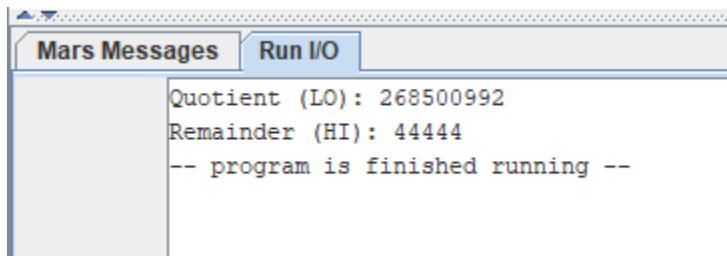 Mars Messages Run I/O
Quotient (LO): 268500992
Remainder (HI): 44444
-- program is finished running --